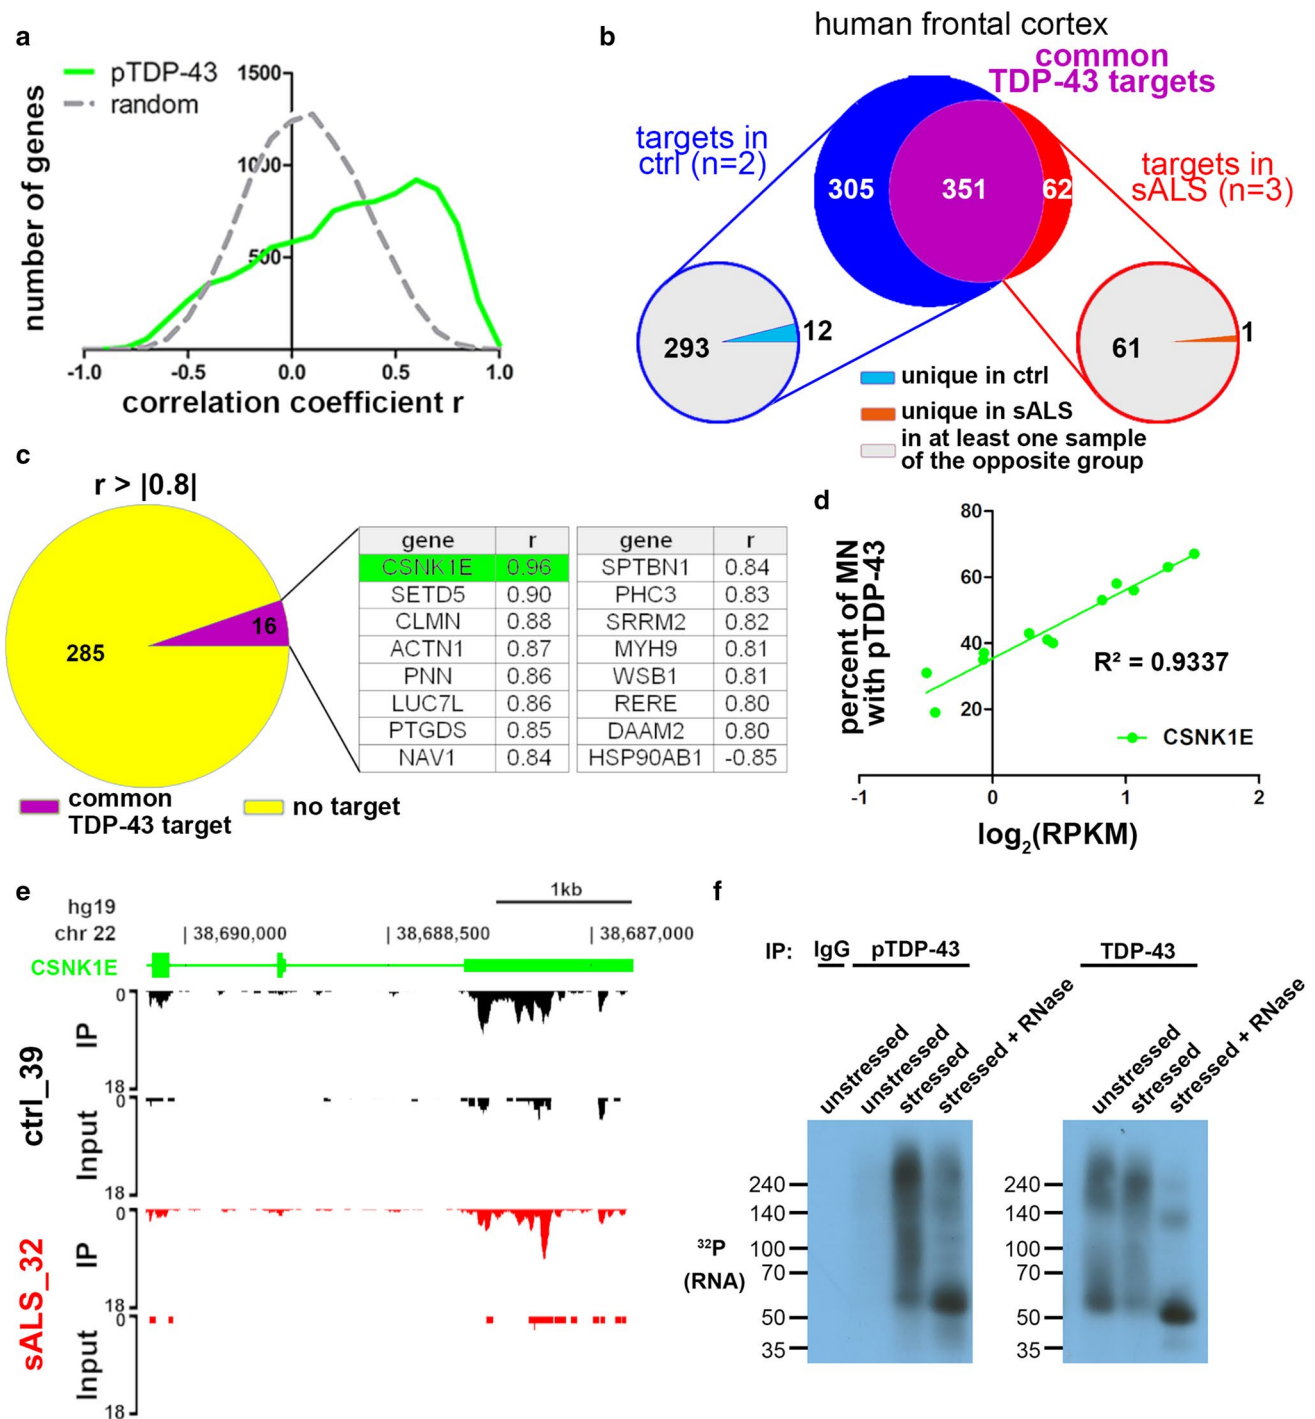 a
pTDP-43
random
number of genes
1500
1000
500
-1.0
-0.5
0.0
0.5
1.0
correlation coefficient r
b
human frontal cortex
common
TDP-43 targets
targets in
ctrl (n=2)
targets in
sALS (n=3)
305
351
62
293
12
61
1
unique in ctrl
unique in sALS
in at least one sample
of the opposite group
c
r > |0.8|
285
16
common
TDP-43 target
no target
gene r gene r
CSNK1E 0.96 SPTBN1 0.84
SETD5 0.90 PHC3 0.83
CLMN 0.88 SRRM2 0.82
ACTN1 0.87 MYH9 0.81
PNN 0.86 WSB1 0.81
LUC7L 0.86 RERE 0.80
PTGDS 0.85 DAAM2 0.80
NAV1 0.84 HSP90AB1 -0.85
d
percent of MN
with pTDP-43
80
60
40
20
R² = 0.9337
CSNK1E
-1
0
1
2
log₂(RPKM)
e
1kb
hg19
chr 22
| 38,690,000
| 38,688,500
| 38,687,000
CSNK1E
ctrl_39
IP
0
18
Input
0
18
sALS_32
IP
0
18
Input
0
18
f
IP:
IgG
pTDP-43
TDP-43
unstressed
unstressed
stressed
stressed + RNase
unstressed
stressed
stressed + RNase
³²P
(RNA)
240
140
100
70
50
35
240
140
100
70
50
35